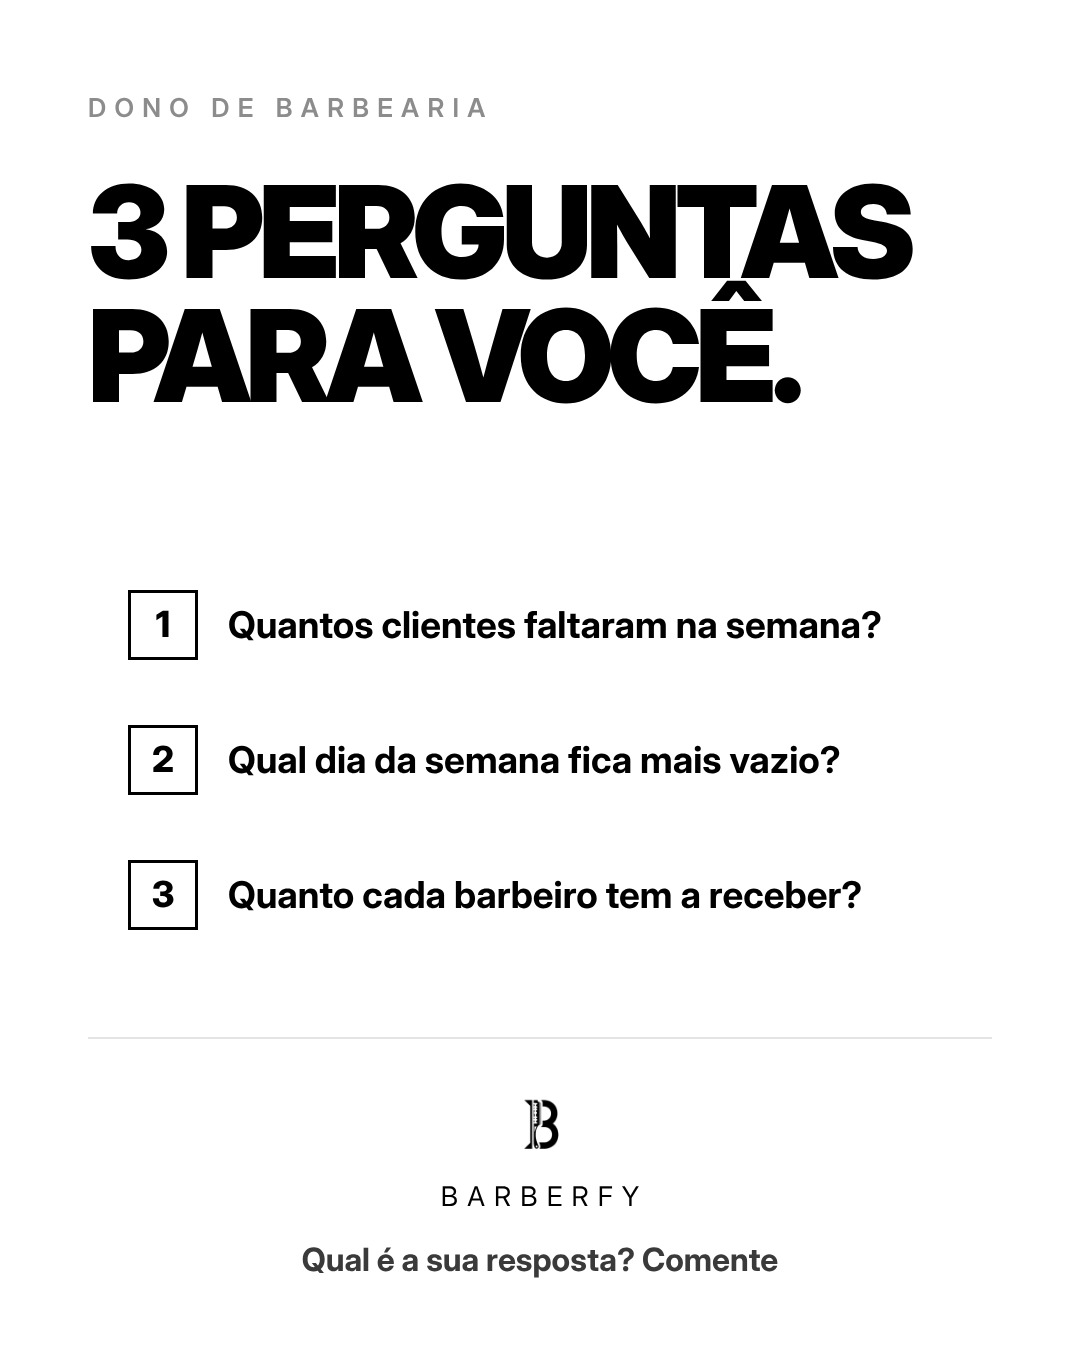 DONO DE BARBEARIA
3 PERGUNTAS
PARA VOCÊ.
1 Quantos clientes faltaram na semana?
2 Qual dia da semana fica mais vazio?
3 Quanto cada barbeiro tem a receber?
B
BARBERFY
Qual é a sua resposta? Comente